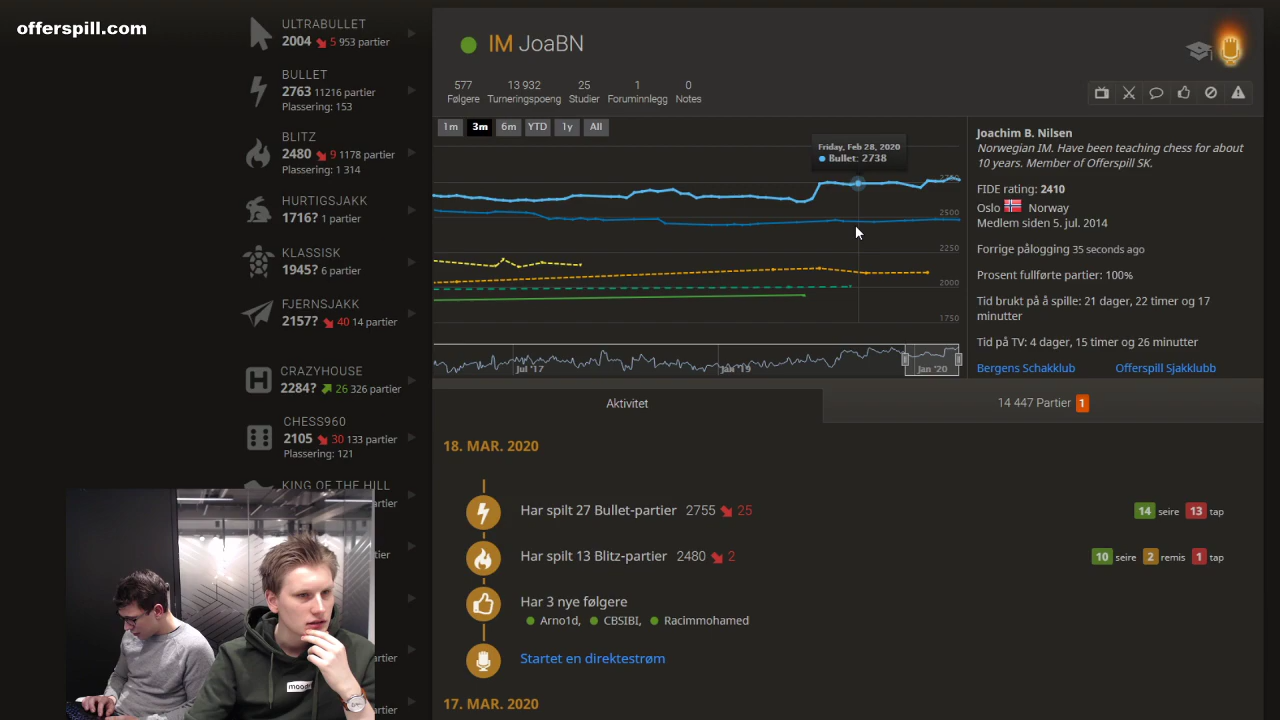 offerspill.com
ULTRABULLET
2004 5 953 partier
BULLET
2763 11216 partier
Plassering: 153
BLITZ
2480 9 1178 partier
Plassering: 1 314
HURTIGSJAKK
1716? 1 partier
KLASSISK
1945? 6 partier
FJERNSJAKK
2157? 40 14 partier
CRAZYHOUSE
2284? 26 326 partier
CHESS960
2105 30 133 partier
Plassering: 121
KING OF THE HILL
partier
partier
partier
partier
partier
IM JoaBN
577 13 932 25 1 0
Følgere Turneringspoeng Studier Foruminnlegg Notes
1m 3m 6m YTD 1y All
Friday, Feb 28, 2020
Bullet: 2738
2500
2250
2000
1750
Jul '17 Jan '19 Jan '20
Joachim B. Nilsen
Norwegian IM. Have been teaching chess for about
10 years. Member of Offerspill SK.
FIDE rating: 2410
Oslo Norway
Medlem siden 5. jul. 2014
Forrige pålogging 35 seconds ago
Prosent fullførte partier: 100%
Tid brukt på å spille: 21 dager, 22 timer og 17
minutter
Tid på TV: 4 dager, 15 timer og 26 minutter
Bergens Schakklub Offerspill Sjakklubb
Aktivitet 14 447 Partier 1
18. MAR. 2020
Har spilt 27 Bullet-partier 2755 25 14 seire 13 tap
Har spilt 13 Blitz-partier 2480 2 10 seire 2 remis 1 tap
Har 3 nye følgere
Arno1d, CBSIBI, Racimmohamed
Startet en direktestrøm
17. MAR. 2020